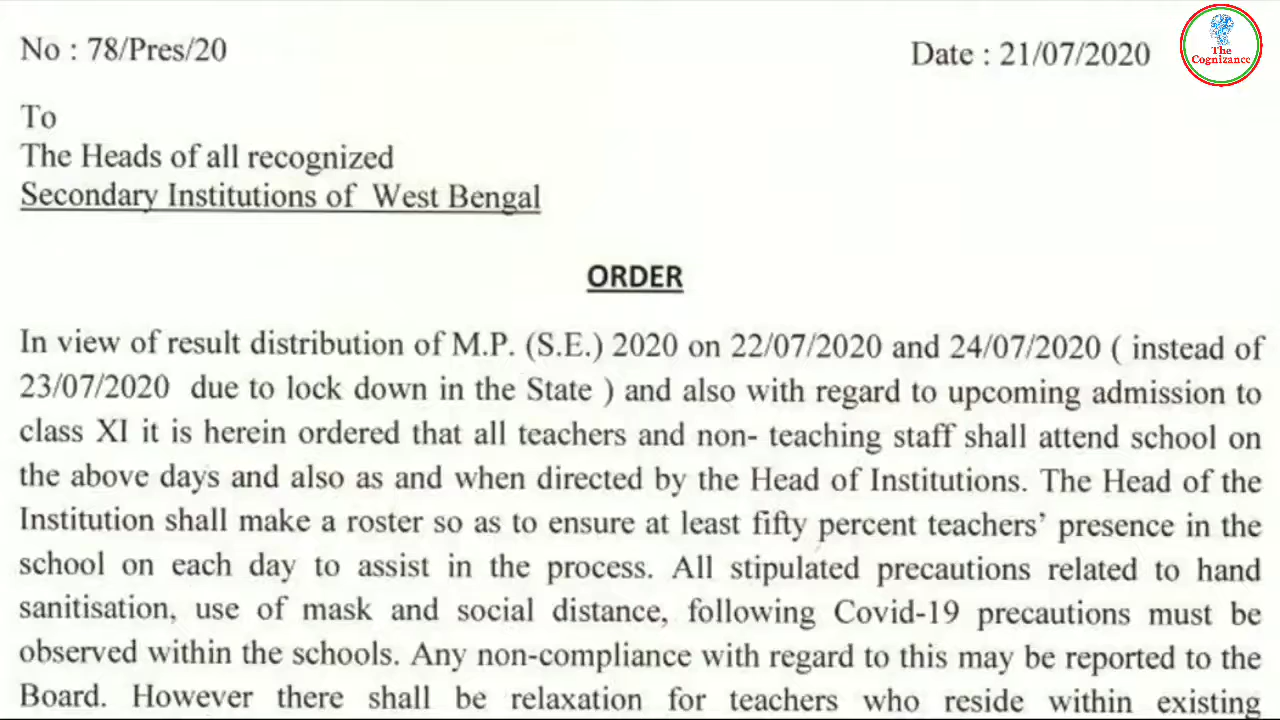 No : 78/Pres/20
Date : 21/07/2020
The
Cognizance
To
The Heads of all recognized
Secondary Institutions of West Bengal
ORDER
In view of result distribution of M.P. (S.E.) 2020 on 22/07/2020 and 24/07/2020 ( instead of
23/07/2020 due to lock down in the State ) and also with regard to upcoming admission to
class XI it is herein ordered that all teachers and non- teaching staff shall attend school on
the above days and also as and when directed by the Head of Institutions. The Head of the
Institution shall make a roster so as to ensure at least fifty percent teachers’ presence in the
school on each day to assist in the process. All stipulated precautions related to hand
sanitisation, use of mask and social distance, following Covid-19 precautions must be
observed within the schools. Any non-compliance with regard to this may be reported to the
Board. However there shall be relaxation for teachers who reside within existing